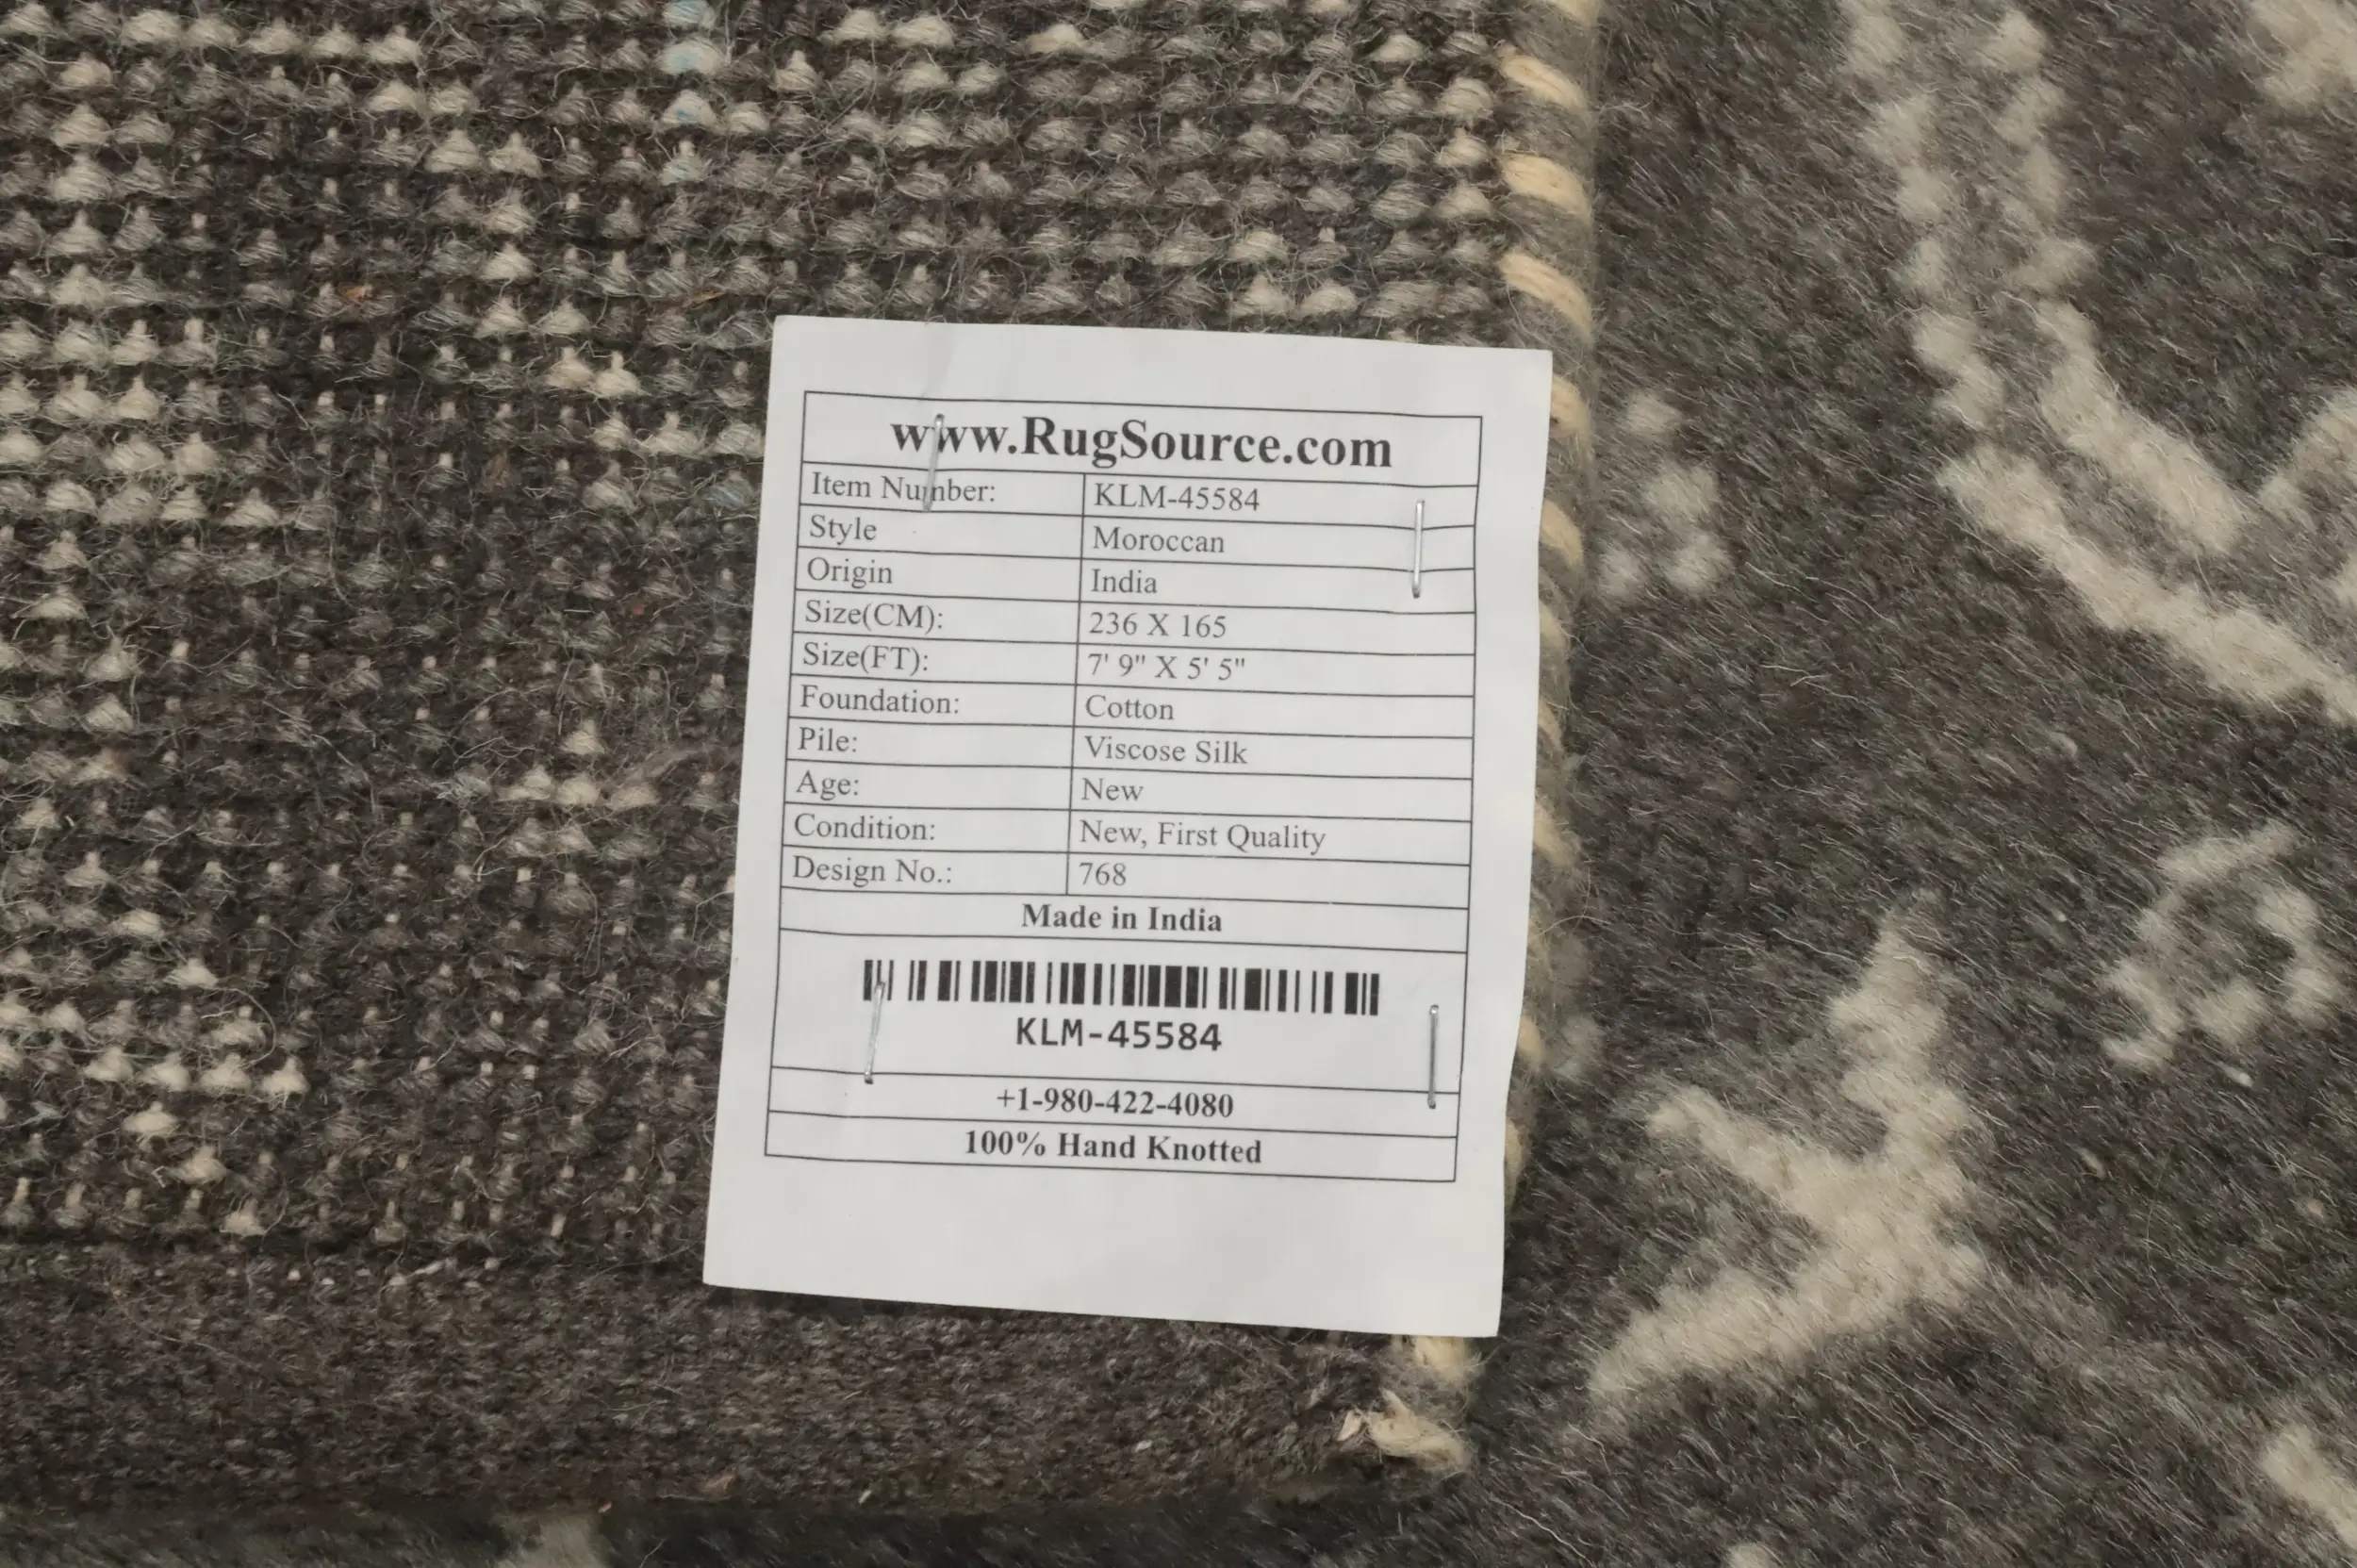 www.RugSource.com
Item Number: KLM-45584
Style Moroccan
Origin India
Size(CM): 236 X 165
Size(FT): 7' 9" X 5' 5"
Foundation: Cotton
Pile: Viscose Silk
Age: New
Condition: New, First Quality
Design No.: 768
Made in India
KLM-45584
+1-980-422-4080
100% Hand Knotted